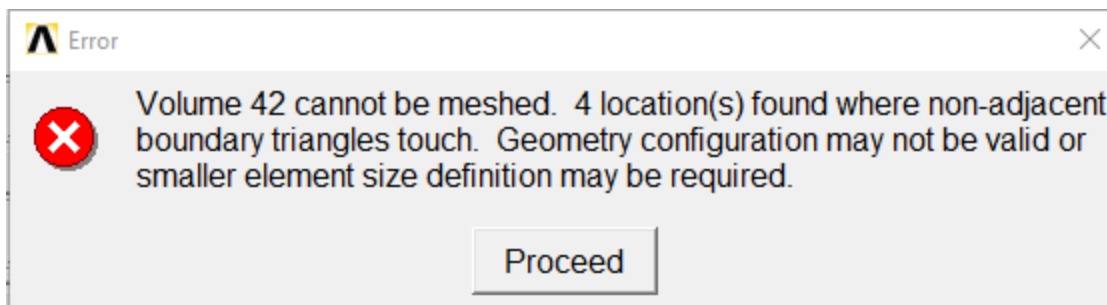 Error
Volume 42 cannot be meshed.  4 location(s) found where non-adjacent
boundary triangles touch.  Geometry configuration may not be valid or
smaller element size definition may be required.
Proceed